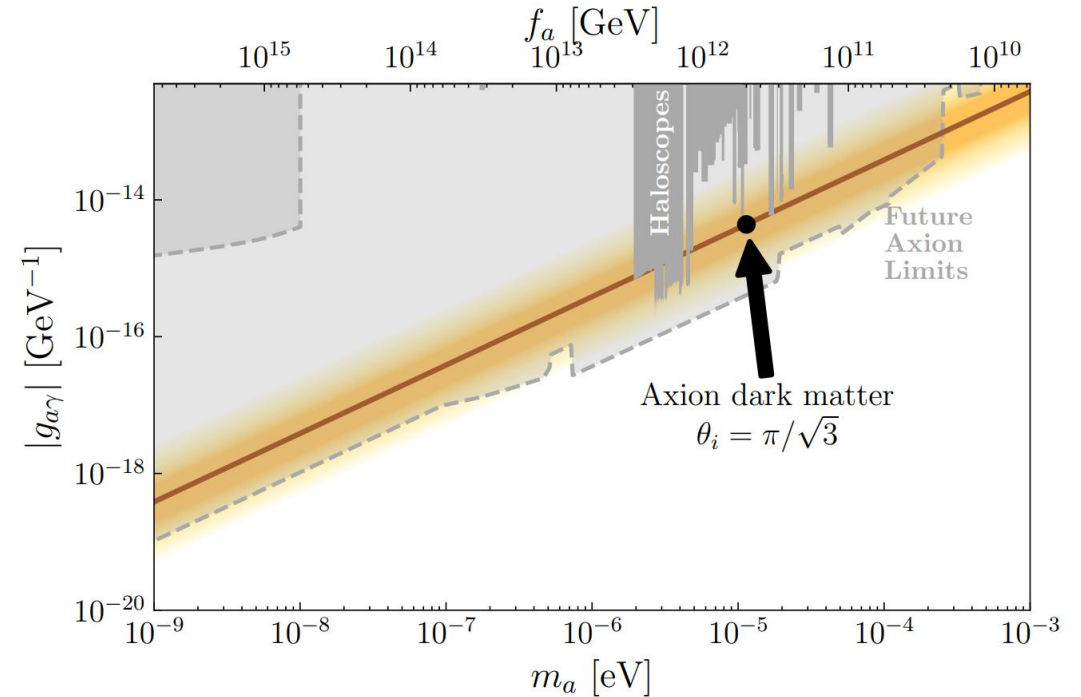 f_a [GeV]
10^15 10^14 10^13 10^12 10^11 10^10
|g_{aγ}| [GeV^−1]
10^−14
10^−16
10^−18
10^−20
Haloscopes
Future
Axion
Limits
Axion dark matter
θ_i = π/√3
10^−9 10^−8 10^−7 10^−6 10^−5 10^−4 10^−3
m_a [eV]